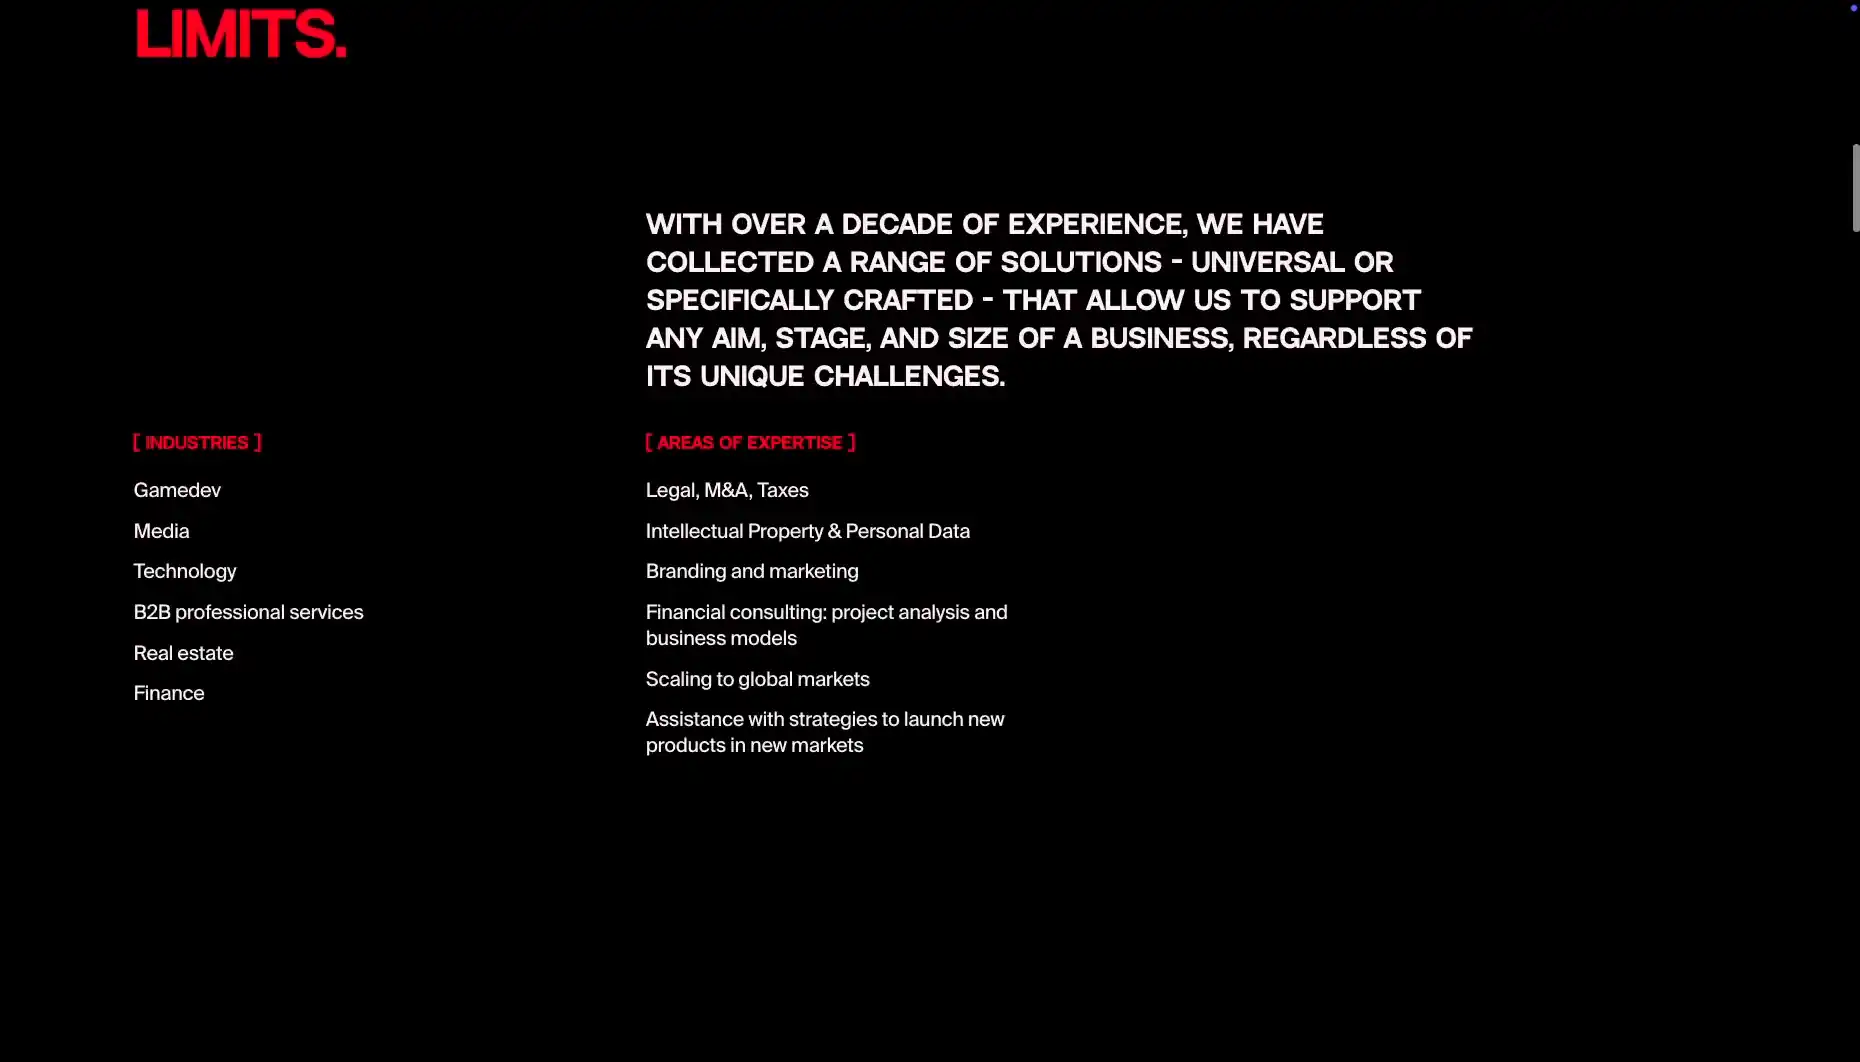 LIMITS.
WITH OVER A DECADE OF EXPERIENCE, WE HAVE
COLLECTED A RANGE OF SOLUTIONS - UNIVERSAL OR
SPECIFICALLY CRAFTED - THAT ALLOW US TO SUPPORT
ANY AIM, STAGE, AND SIZE OF A BUSINESS, REGARDLESS OF
ITS UNIQUE CHALLENGES.
[ INDUSTRIES ]
Gamedev
Media
Technology
B2B professional services
Real estate
Finance
[ AREAS OF EXPERTISE ]
Legal, M&A, Taxes
Intellectual Property & Personal Data
Branding and marketing
Financial consulting: project analysis and
business models
Scaling to global markets
Assistance with strategies to launch new
products in new markets